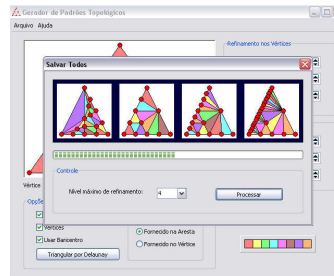 Gerador de Padrões Topológicos
Arquivo Ajuda
Refinamento nos Vértices
Salvar Todos
Controle
Nível máximo de refinamento:
4
Processar
Vértice
Opçõe
Vértices
Usar Baricentro
Triangular por Delaunay
Fornecido na Aresta
Fornecido no Vértice